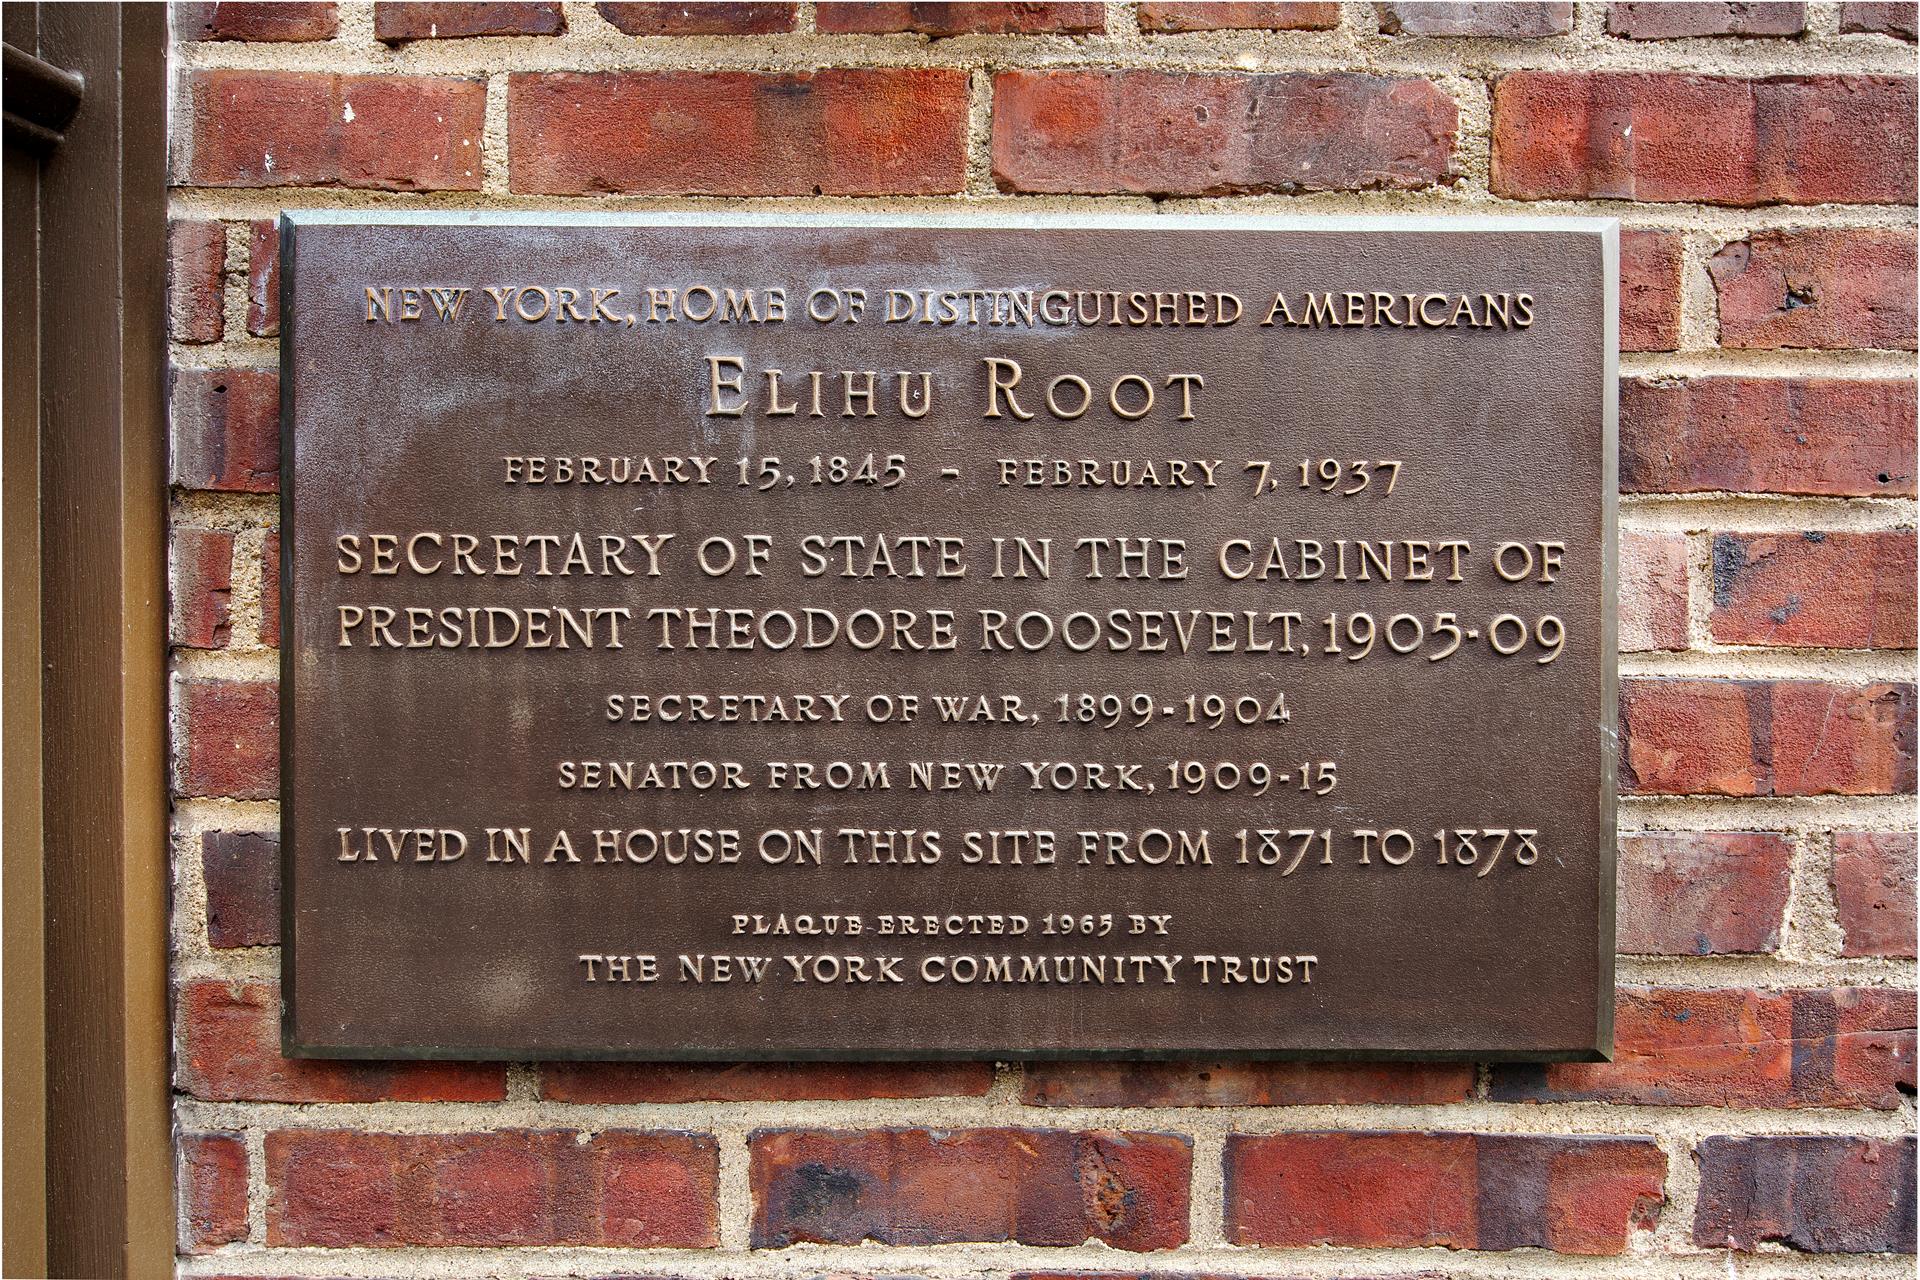 NEW YORK, HOME OF DISTINGUISHED AMERICANS
ELIHU ROOT
FEBRUARY 15, 1845 - FEBRUARY 7, 1937
SECRETARY OF STATE IN THE CABINET OF
PRESIDENT THEODORE ROOSEVELT, 1905-09
SECRETARY OF WAR, 1899-1904
SENATOR FROM NEW YORK, 1909-15
LIVED IN A HOUSE ON THIS SITE FROM 1871 TO 1878
PLAQUE ERECTED 1965 BY
THE NEW YORK COMMUNITY TRUST